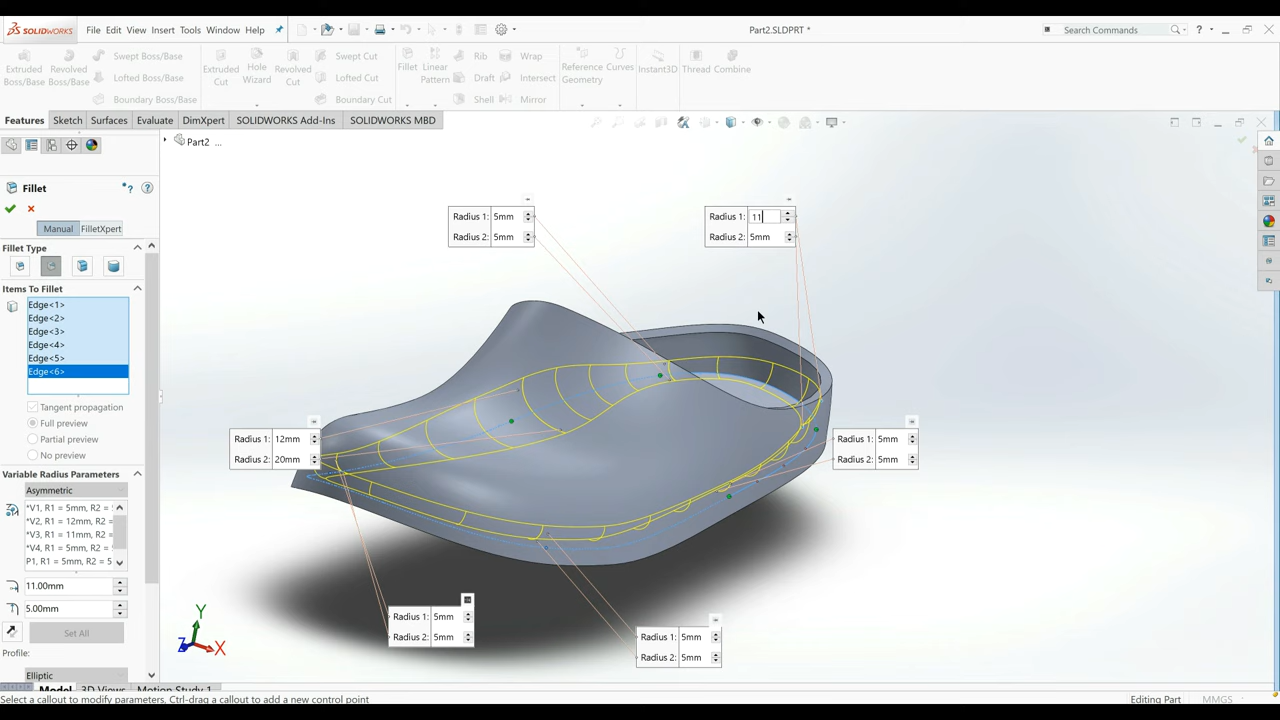 SOLIDWORKS File Edit View Insert Tools Window Help Part2.SLDPRT * Search Commands ?
Extruded Boss/Base
Revolved Boss/Base
Swept Boss/Base
Lofted Boss/Base
Boundary Boss/Base
Extruded Cut
Hole Wizard
Revolved Cut
Swept Cut
Lofted Cut
Boundary Cut
Fillet
Linear Pattern
Rib
Draft
Shell
Wrap
Intersect
Mirror
Reference Geometry
Curves
Instant3D
Thread
Combine
Features Sketch Surfaces Evaluate DimXpert SOLIDWORKS Add-Ins SOLIDWORKS MBD
Part2 ...
Fillet
Manual FilletXpert
Fillet Type
Items To Fillet
Edge<1>
Edge<2>
Edge<3>
Edge<4>
Edge<5>
Edge<6>
Tangent propagation
Full preview
Partial preview
No preview
Variable Radius Parameters
Asymmetric
*V1, R1 = 5mm, R2 =
*V2, R1 = 12mm, R2 =
*V3, R1 = 11mm, R2 =
*V4, R1 = 5mm, R2 =
P1, R1 = 5mm, R2 = 5
11.00mm
5.00mm
Set All
Profile:
Elliptic
Radius 1: 5mm
Radius 2: 5mm
Radius 1: 11
Radius 2: 5mm
Radius 1: 12mm
Radius 2: 20mm
Radius 1: 5mm
Radius 2: 5mm
Radius 1: 5mm
Radius 2: 5mm
Radius 1: 5mm
Radius 2: 5mm
Y
Z
X
Model 3D Views Motion Study 1
Select a callout to modify parameters, Ctrl-drag a callout to add a new control point Editing Part MMGS